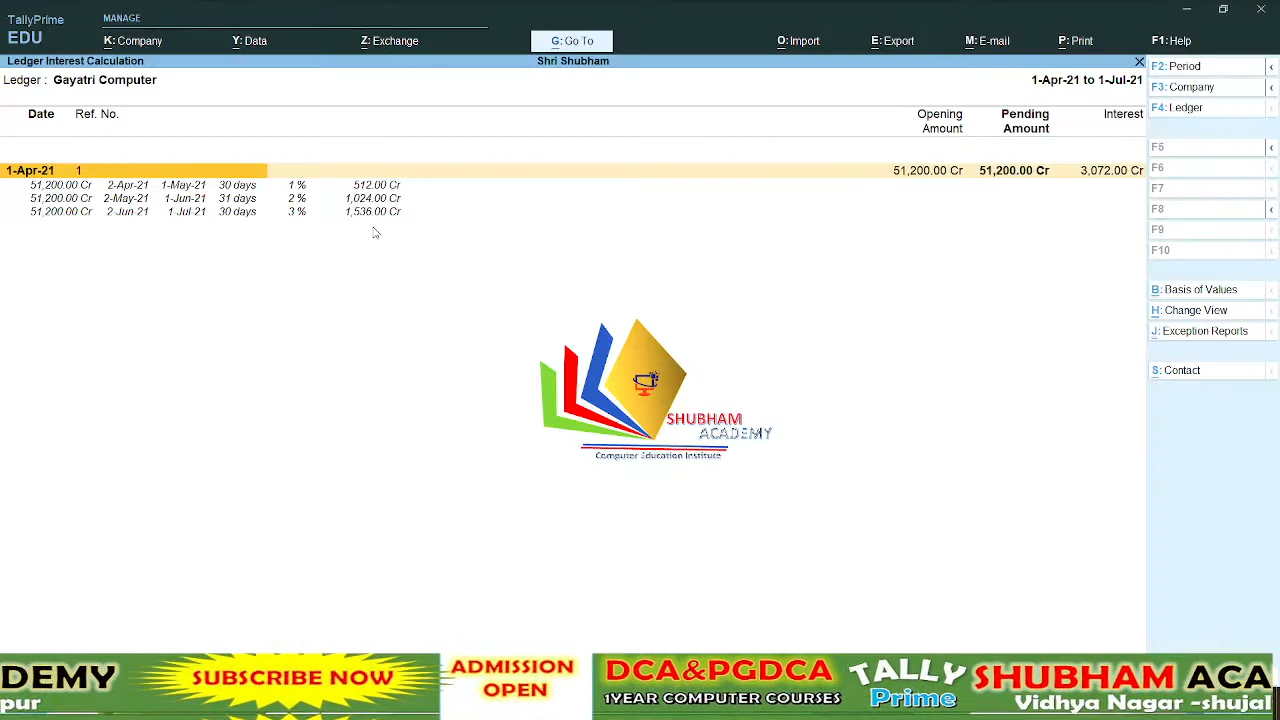 TallyPrime
EDU
MANAGE
K: Company
Y: Data
Z: Exchange
G: Go To
O: Import
E: Export
M: E-mail
P: Print
F1: Help
Ledger Interest Calculation
Shri Shubham
Ledger : Gayatri Computer
1-Apr-21 to 1-Jul-21
Date Ref. No. Opening Amount Pending Amount Interest
1-Apr-21 1 51,200.00 Cr 51,200.00 Cr 3,072.00 Cr
51,200.00 Cr 2-Apr-21 1-May-21 30 days 1 % 512.00 Cr
51,200.00 Cr 2-May-21 1-Jun-21 31 days 2 % 1,024.00 Cr
51,200.00 Cr 2-Jun-21 1-Jul-21 30 days 3 % 1,536.00 Cr
F2: Period
F3: Company
F4: Ledger
F5
F6
F7
F8
F9
F10
B: Basis of Values
H: Change View
J: Exception Reports
S: Contact
SHUBHAM
ACADEMY
Computer Education Institute
DEMY
pur
SUBSCRIBE NOW
ADMISSION
OPEN
DCA&PGDCA
1YEAR COMPUTER COURSES
TALLY
Prime
SHUBHAM ACA
Vidhya Nagar -shujal